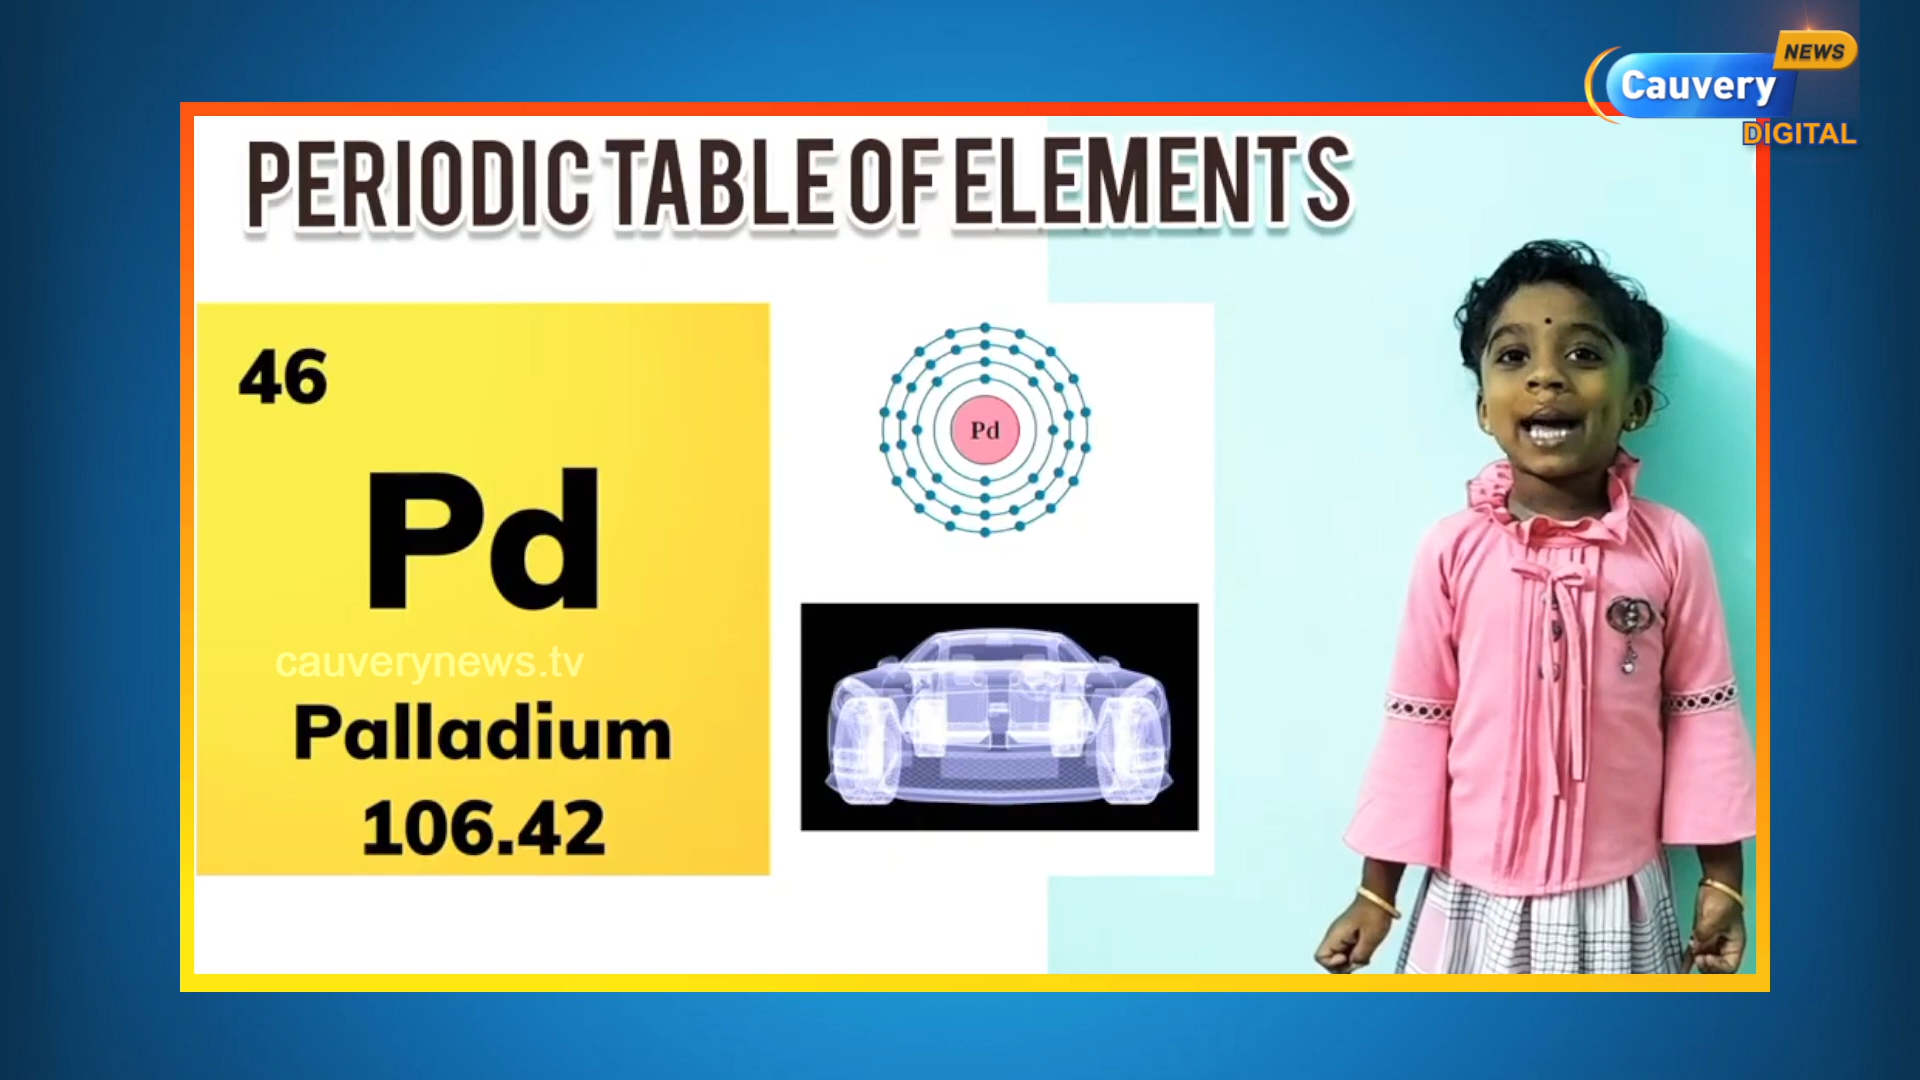 NEWS
Cauvery
DIGITAL
PERIODIC TABLE OF ELEMENTS
46
Pd
Pd
cauverynews.tv
Palladium
106.42